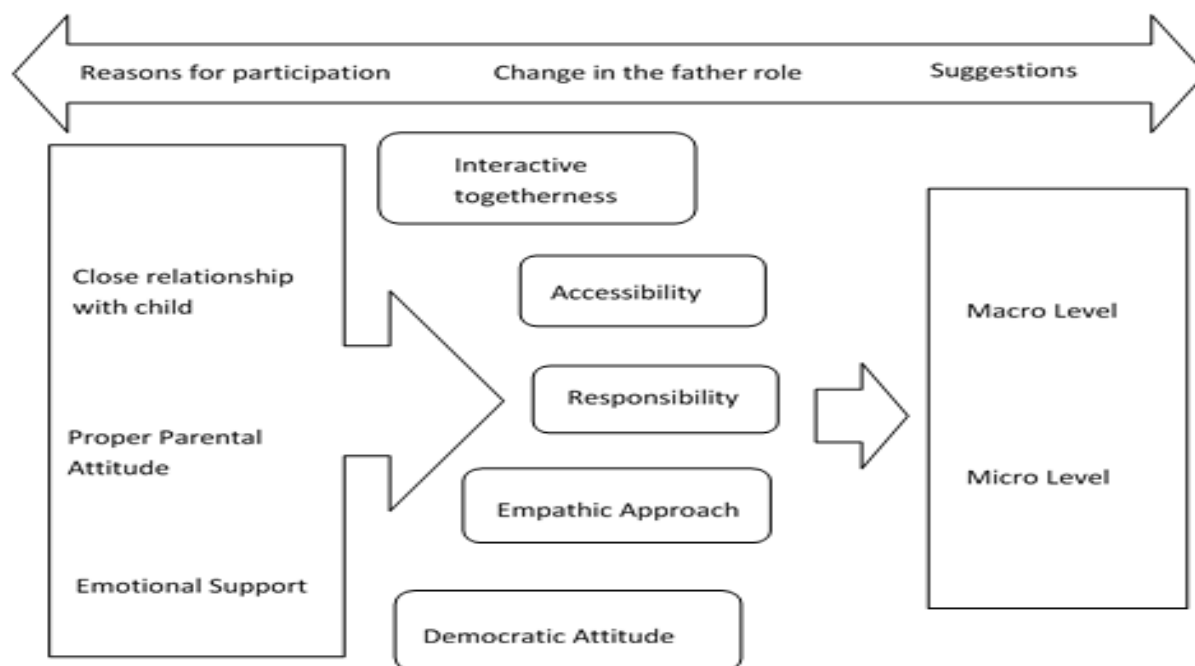 Reasons for participation
Change in the father role
Suggestions
Close relationship
with child
Proper Parental
Attitude
Emotional Support
Interactive
togetherness
Accessibility
Responsibility
Empathic Approach
Democratic Attitude
Macro Level
Micro Level